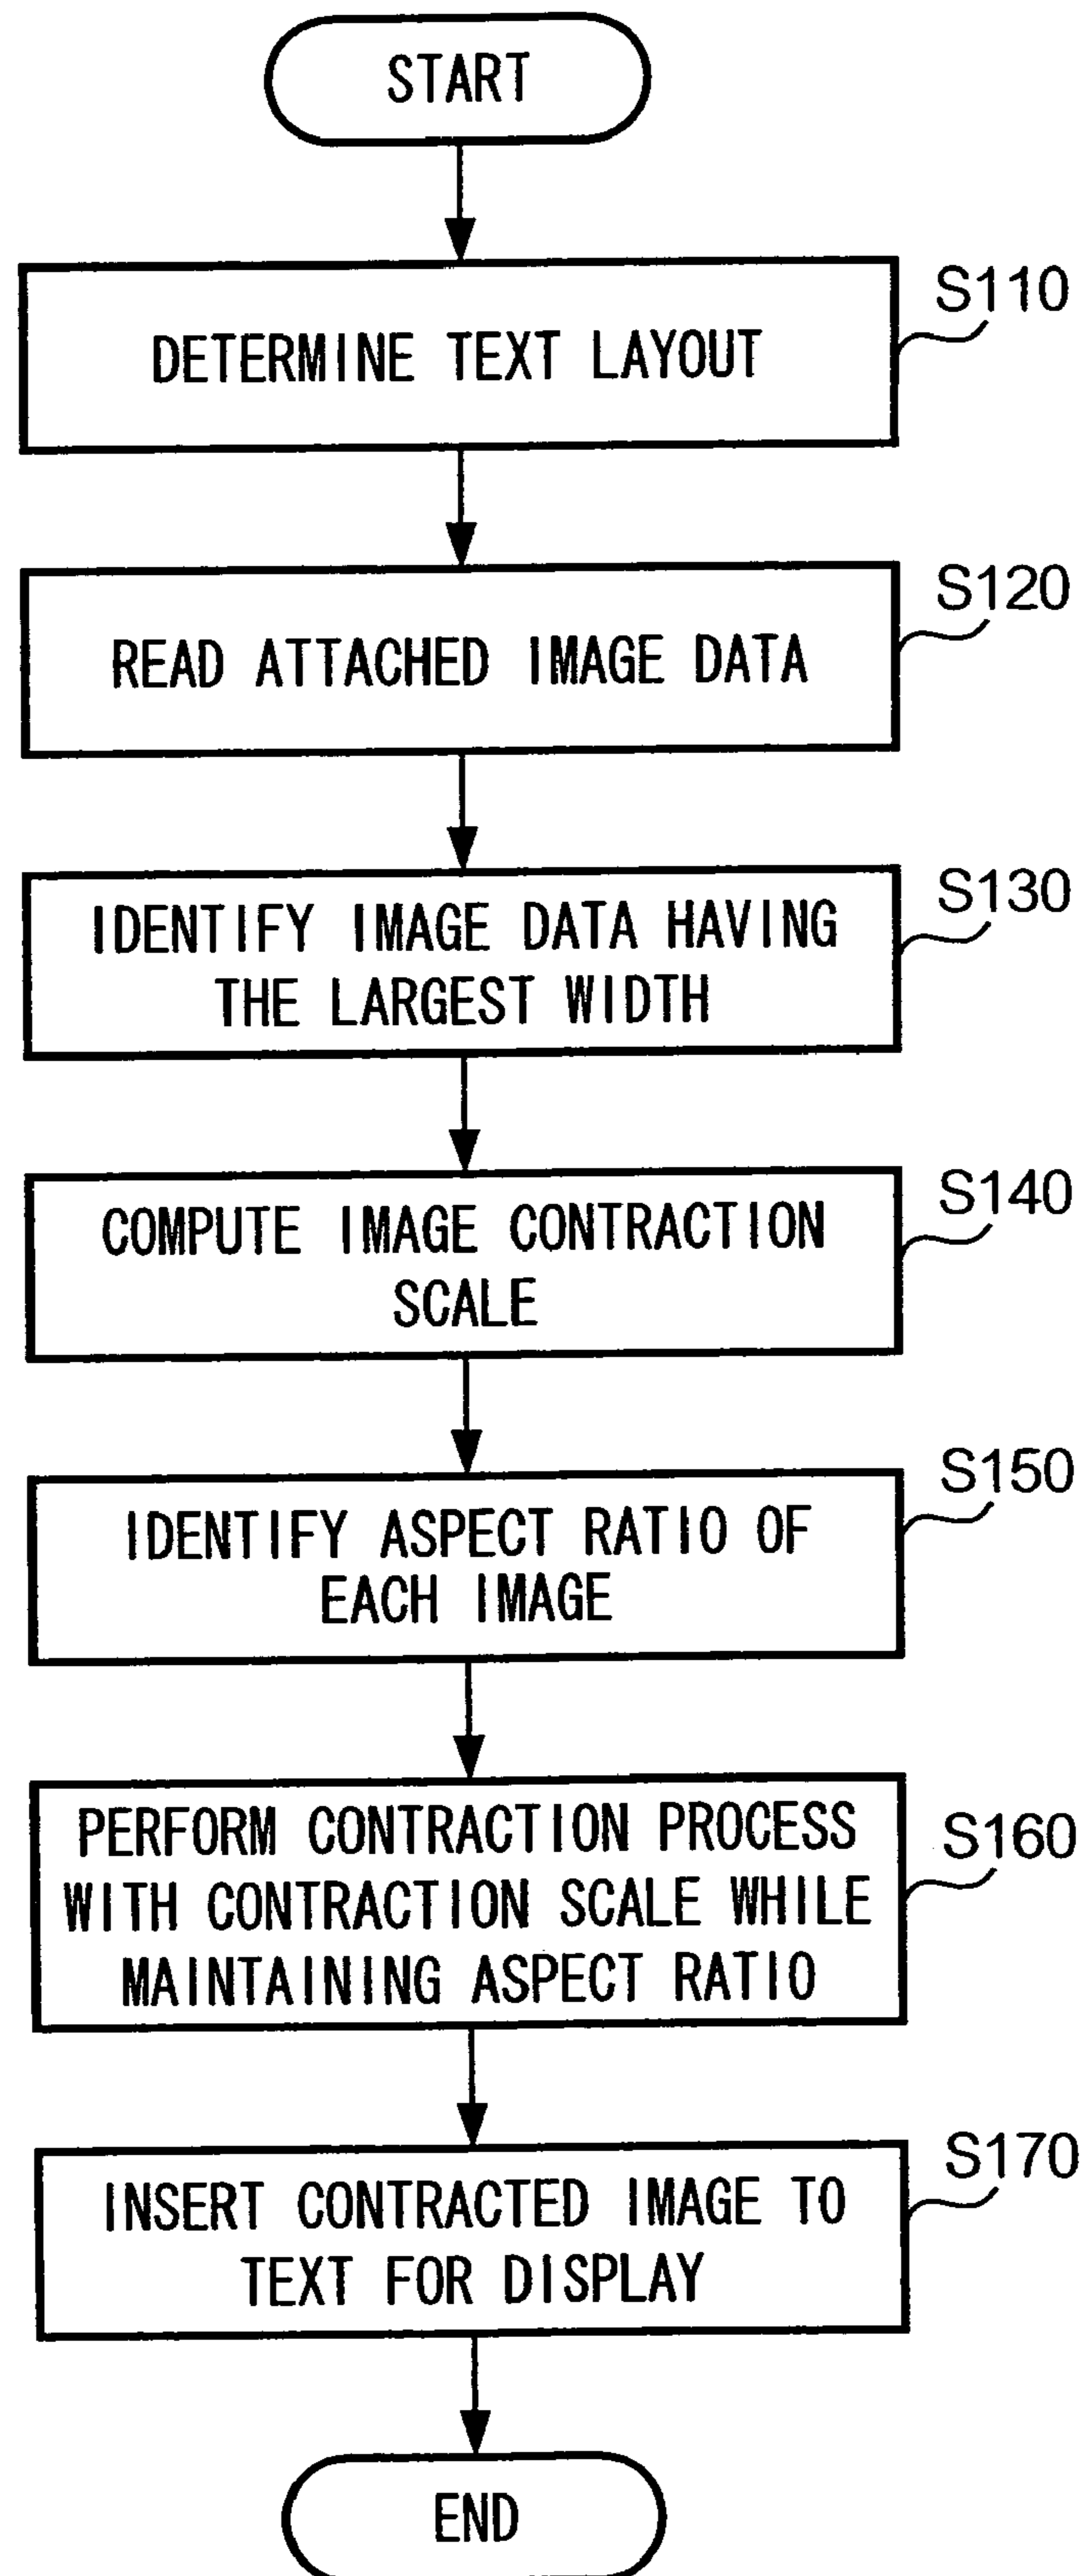 START
DETERMINE TEXT LAYOUT
S110
READ ATTACHED IMAGE DATA
S120
IDENTIFY IMAGE DATA HAVING
THE LARGEST WIDTH
S130
COMPUTE IMAGE CONTRACTION
SCALE
S140
IDENTIFY ASPECT RATIO OF
EACH IMAGE
S150
PERFORM CONTRACTION PROCESS
WITH CONTRACTION SCALE WHILE
MAINTAINING ASPECT RATIO
S160
INSERT CONTRACTED IMAGE TO
TEXT FOR DISPLAY
S170
END